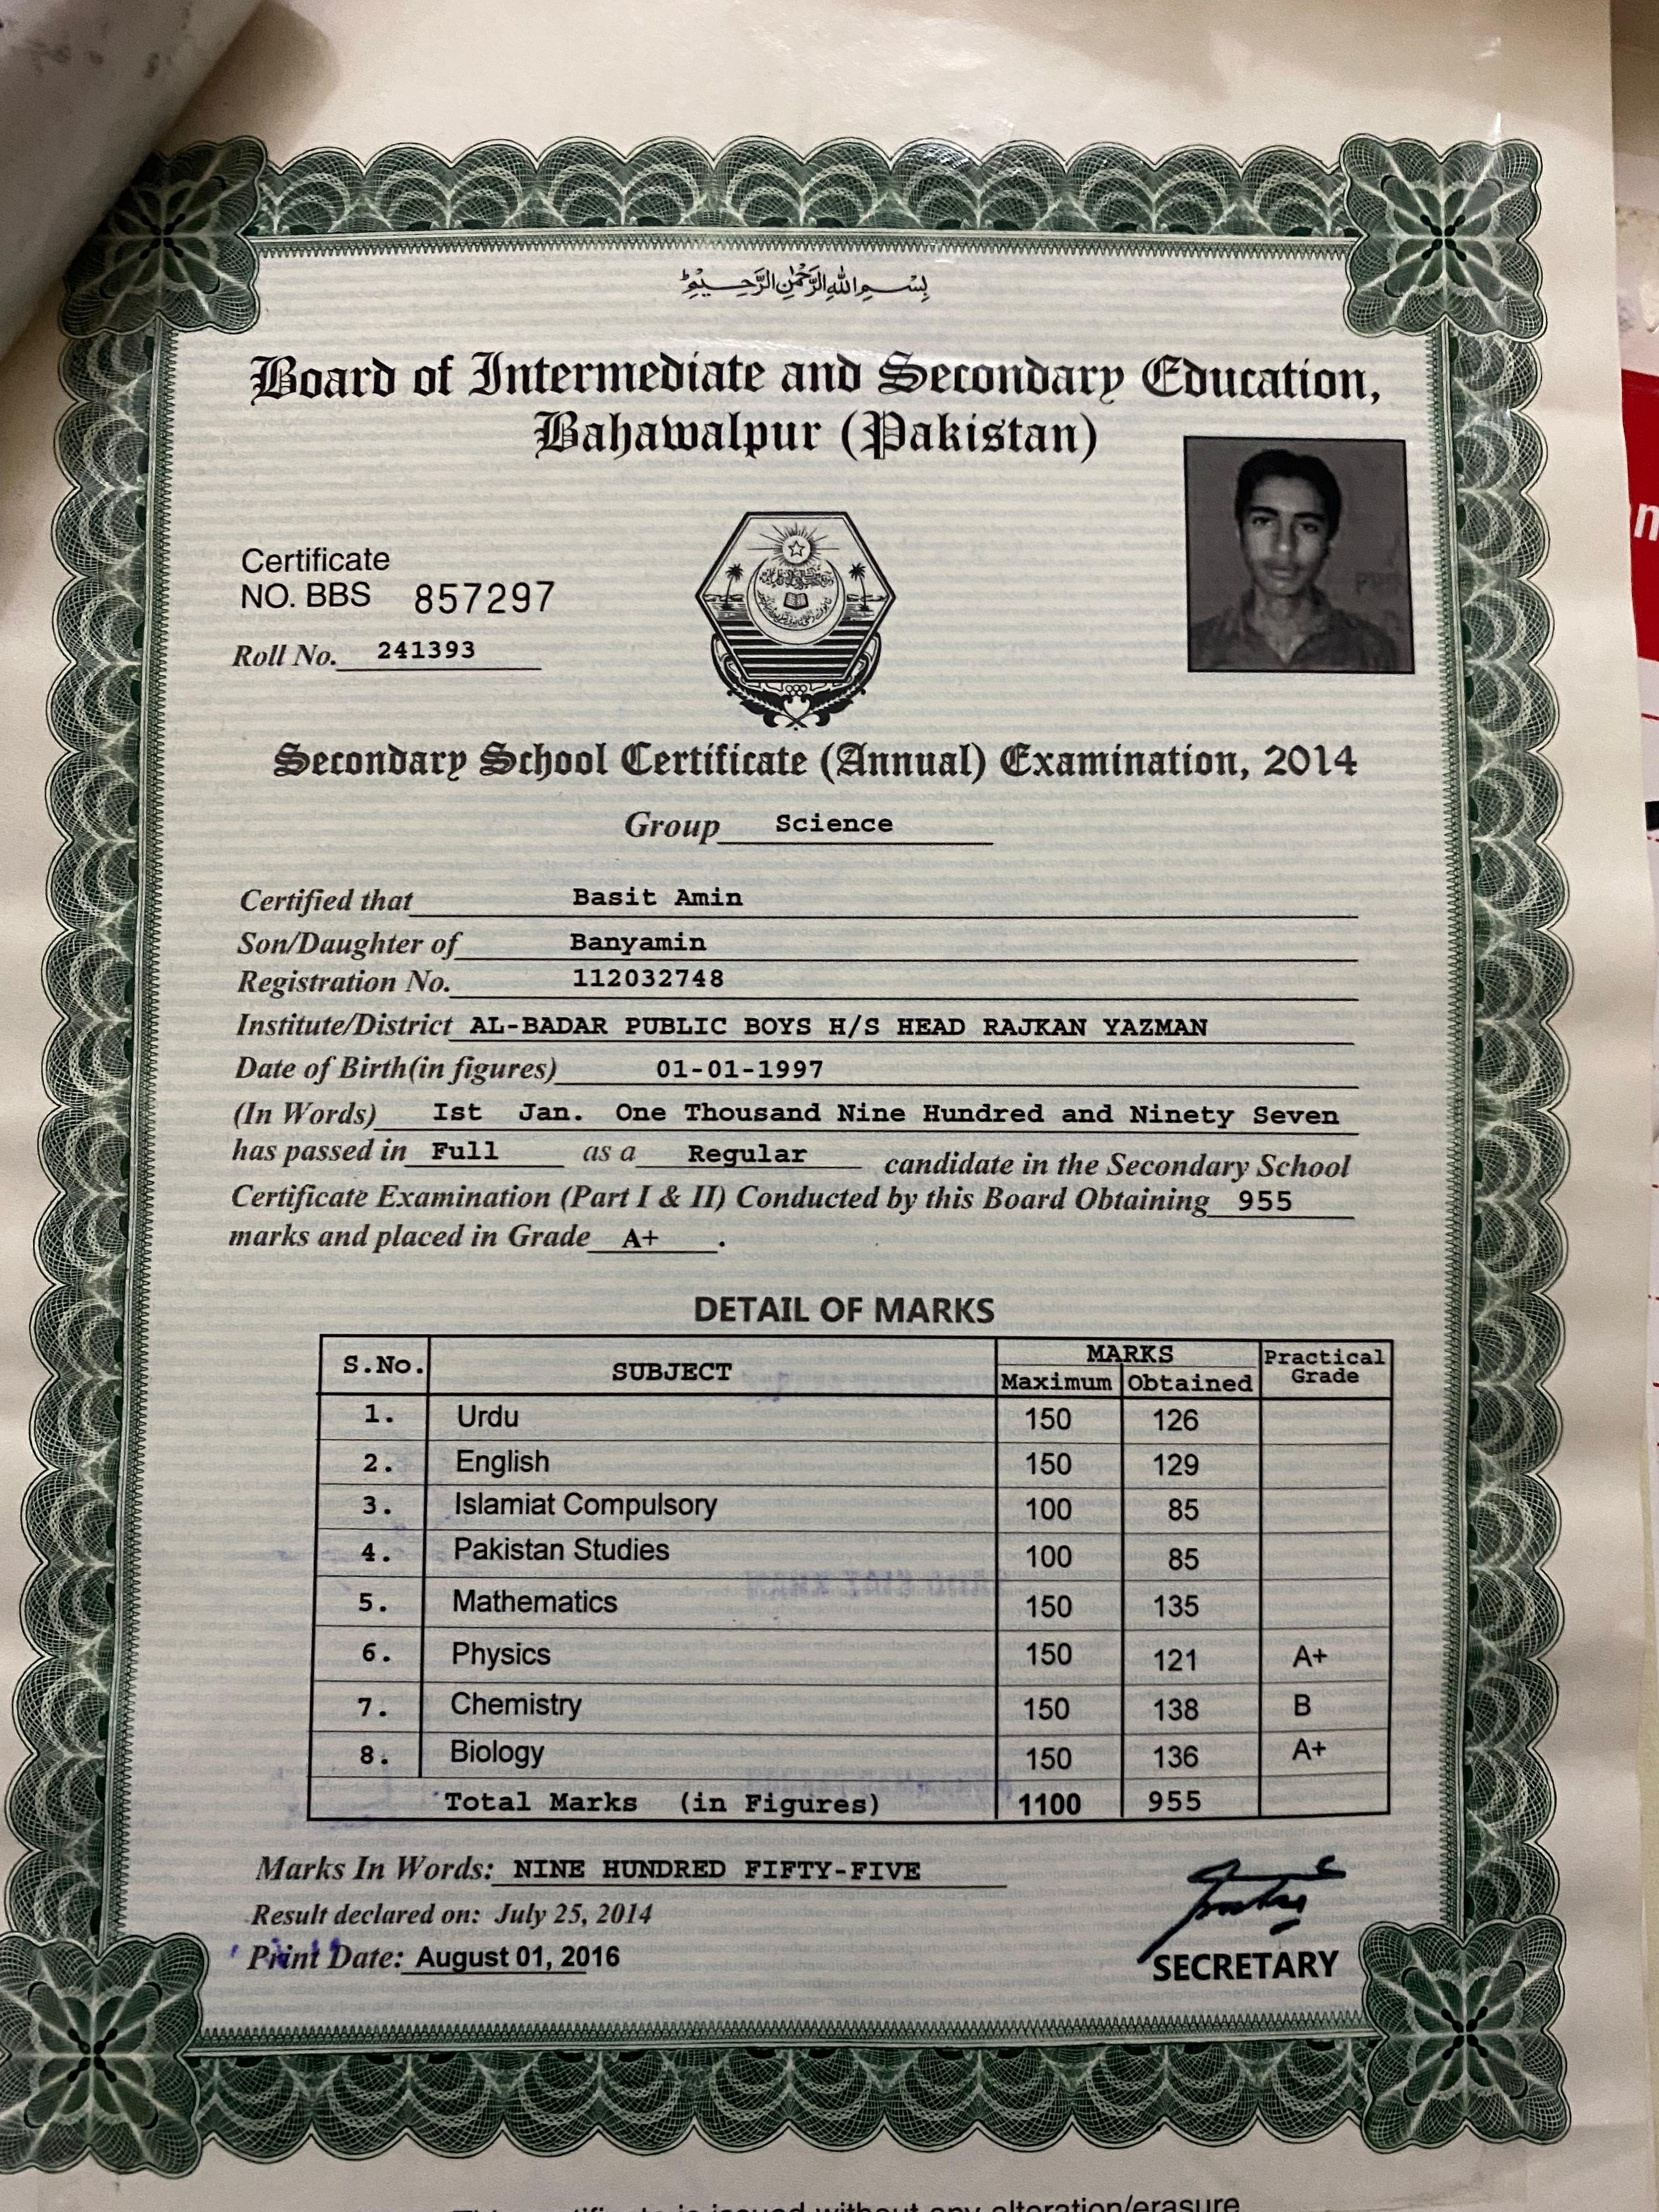 بِسْمِ اللهِ الرَّحْمٰنِ الرَّحِيْمِ
Board of Intermediate and Secondary Education,
Bahawalpur (Pakistan)
Certificate
NO. BBS 857297
Roll No. 241393
Secondary School Certificate (Annual) Examination, 2014
Group Science
Certified that Basit Amin
Son/Daughter of Banyamin
Registration No. 112032748
Institute/District AL-BADAR PUBLIC BOYS H/S HEAD RAJKAN YAZMAN
Date of Birth(in figures) 01-01-1997
(In Words) Ist Jan. One Thousand Nine Hundred and Ninety Seven
has passed in Full as a Regular candidate in the Secondary School
Certificate Examination (Part I & II) Conducted by this Board Obtaining 955
marks and placed in Grade A+ .
DETAIL OF MARKS
S.No. SUBJECT MARKS Practical Grade
Maximum Obtained
1. Urdu 150 126
2. English 150 129
3. Islamiat Compulsory 100 85
4. Pakistan Studies 100 85
5. Mathematics 150 135
6. Physics 150 121 A+
7. Chemistry 150 138 B
8. Biology 150 136 A+
Total Marks (in Figures) 1100 955
Marks In Words: NINE HUNDRED FIFTY-FIVE
Result declared on: July 25, 2014
Print Date: August 01, 2016
SECRETARY
This certificate is issued without any alteration/erasure